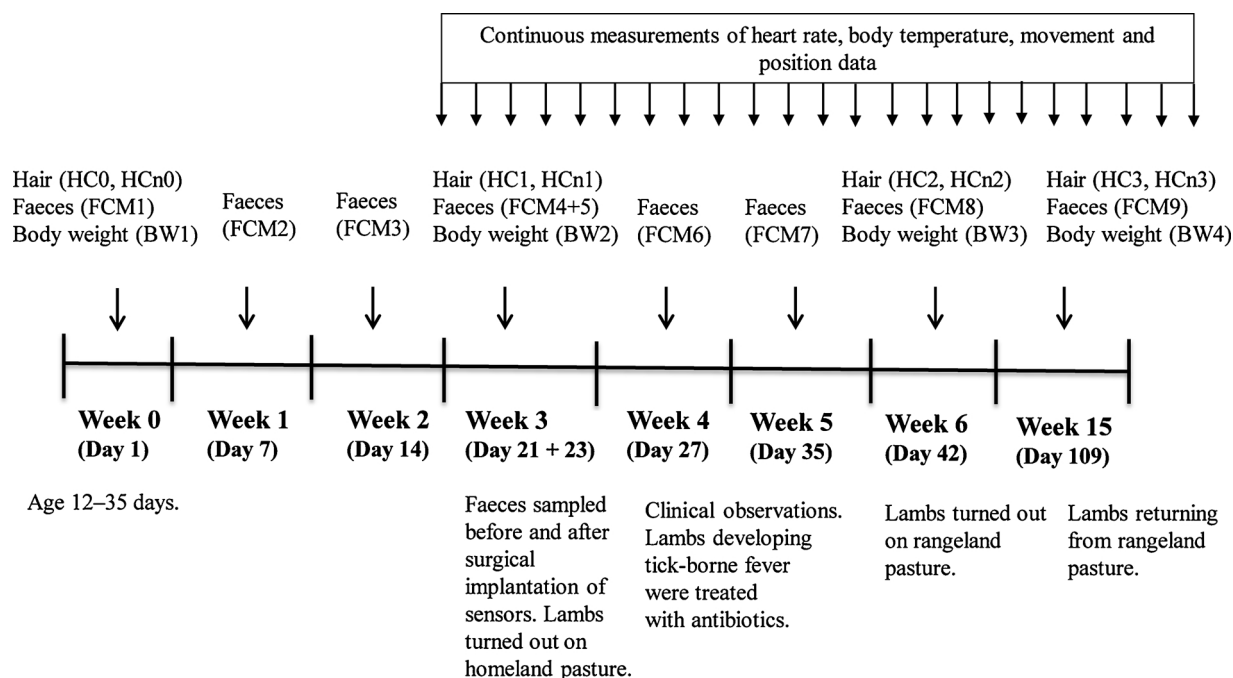 Continuous measurements of heart rate, body temperature, movement and
position data
Hair (HC0, HCn0)
Faeces (FCM1)
Body weight (BW1)
Faeces
(FCM2)
Faeces
(FCM3)
Hair (HC1, HCn1)
Faeces (FCM4+5)
Body weight (BW2)
Faeces
(FCM6)
Faeces
(FCM7)
Hair (HC2, HCn2)
Faeces (FCM8)
Body weight (BW3)
Hair (HC3, HCn3)
Faeces (FCM9)
Body weight (BW4)
Week 0
(Day 1)
Week 1
(Day 7)
Week 2
(Day 14)
Week 3
(Day 21 + 23)
Week 4
(Day 27)
Week 5
(Day 35)
Week 6
(Day 42)
Week 15
(Day 109)
Age 12–35 days.
Faeces sampled
before and after
surgical
implantation of
sensors. Lambs
turned out on
homeland pasture.
Clinical observations.
Lambs developing
tick-borne fever
were treated
with antibiotics.
Lambs turned out
on rangeland
pasture.
Lambs returning
from rangeland
pasture.